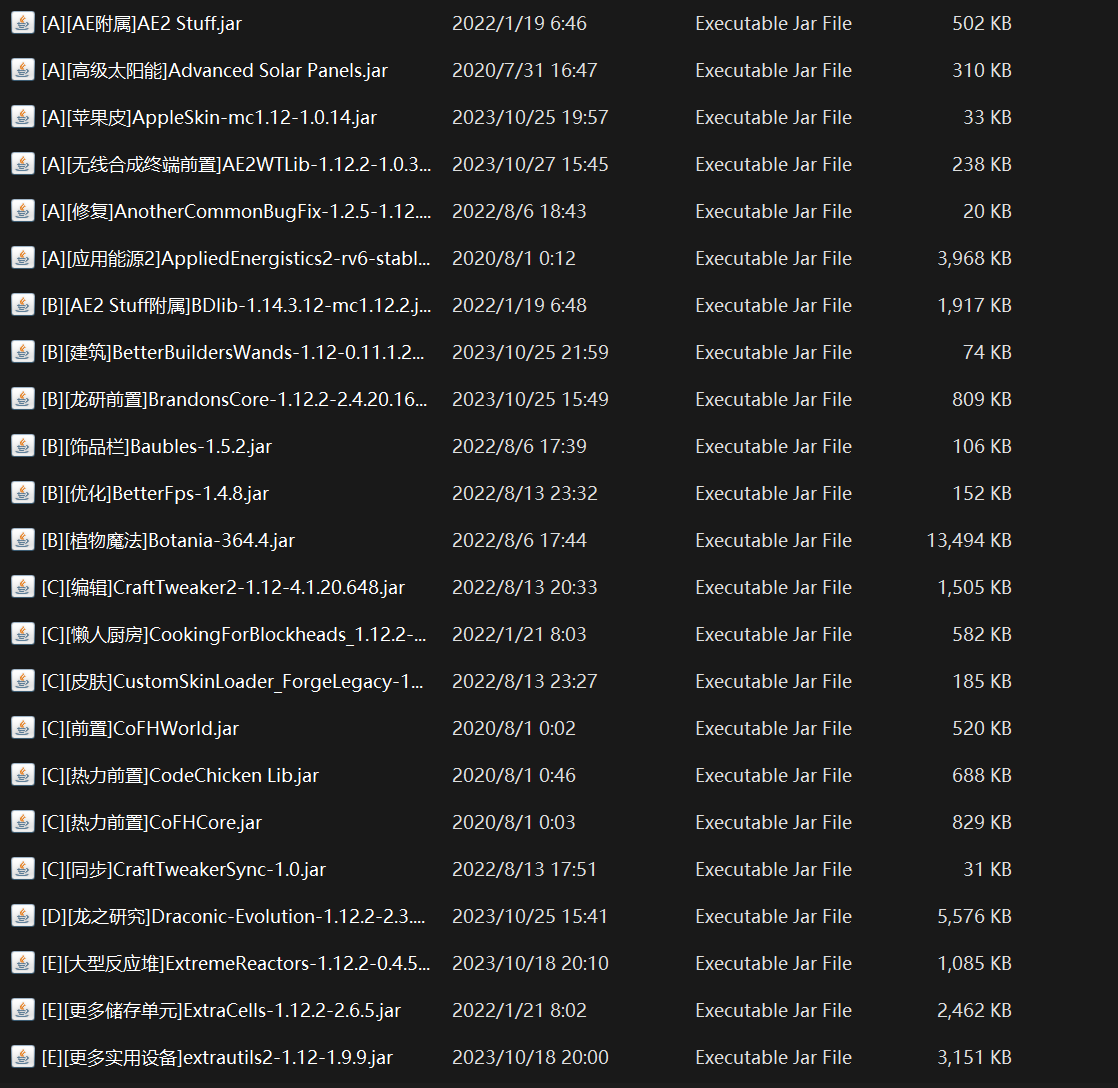 [A][AE附属]AE2 Stuff.jar 2022/1/19 6:46 Executable Jar File 502 KB
[A][高级太阳能]Advanced Solar Panels.jar 2020/7/31 16:47 Executable Jar File 310 KB
[A][苹果皮]AppleSkin-mc1.12-1.0.14.jar 2023/10/25 19:57 Executable Jar File 33 KB
[A][无线合成终端前置]AE2WTLib-1.12.2-1.0.3... 2023/10/27 15:45 Executable Jar File 238 KB
[A][修复]AnotherCommonBugFix-1.2.5-1.12.... 2022/8/6 18:43 Executable Jar File 20 KB
[A][应用能源2]AppliedEnergistics2-rv6-stabl... 2020/8/1 0:12 Executable Jar File 3,968 KB
[B][AE2 Stuff附属]BDlib-1.14.3.12-mc1.12.2.j... 2022/1/19 6:48 Executable Jar File 1,917 KB
[B][建筑]BetterBuildersWands-1.12-0.11.1.2... 2023/10/25 21:59 Executable Jar File 74 KB
[B][龙研前置]BrandonsCore-1.12.2-2.4.20.16... 2023/10/25 15:49 Executable Jar File 809 KB
[B][饰品栏]Baubles-1.5.2.jar 2022/8/6 17:39 Executable Jar File 106 KB
[B][优化]BetterFps-1.4.8.jar 2022/8/13 23:32 Executable Jar File 152 KB
[B][植物魔法]Botania-364.4.jar 2022/8/6 17:44 Executable Jar File 13,494 KB
[C][编辑]CraftTweaker2-1.12-4.1.20.648.jar 2022/8/13 20:33 Executable Jar File 1,505 KB
[C][懒人厨房]CookingForBlockheads_1.12.2-... 2022/1/21 8:03 Executable Jar File 582 KB
[C][皮肤]CustomSkinLoader_ForgeLegacy-1... 2022/8/13 23:27 Executable Jar File 185 KB
[C][前置]CoFHWorld.jar 2020/8/1 0:02 Executable Jar File 520 KB
[C][热力前置]CodeChicken Lib.jar 2020/8/1 0:46 Executable Jar File 688 KB
[C][热力前置]CoFHCore.jar 2020/8/1 0:03 Executable Jar File 829 KB
[C][同步]CraftTweakerSync-1.0.jar 2022/8/13 17:51 Executable Jar File 31 KB
[D][龙之研究]Draconic-Evolution-1.12.2-2.3.... 2023/10/25 15:41 Executable Jar File 5,576 KB
[E][大型反应堆]ExtremeReactors-1.12.2-0.4.5... 2023/10/18 20:10 Executable Jar File 1,085 KB
[E][更多储存单元]ExtraCells-1.12.2-2.6.5.jar 2022/1/21 8:02 Executable Jar File 2,462 KB
[E][更多实用设备]extrautils2-1.12-1.9.9.jar 2023/10/18 20:00 Executable Jar File 3,151 KB